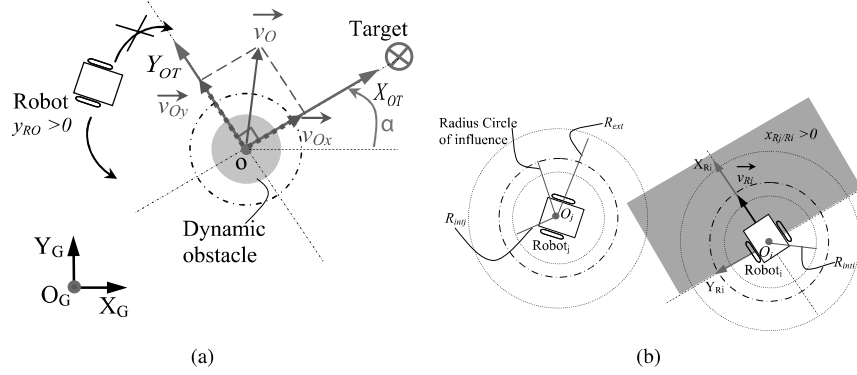 v_O
Target
Y_OT
X_OT
Robot
y_RO >0
v_Oy
v_Ox
α
O
Dynamic
obstacle
Y_G
O_G
X_G
(a)
Radius Circle
of influence
R_ext
x_Rj/Ri >0
X_Ri
v_Ri
R_intj
O_j
Robot_j
O_i
R_inti
Robot_i
Y_Ri
(b)